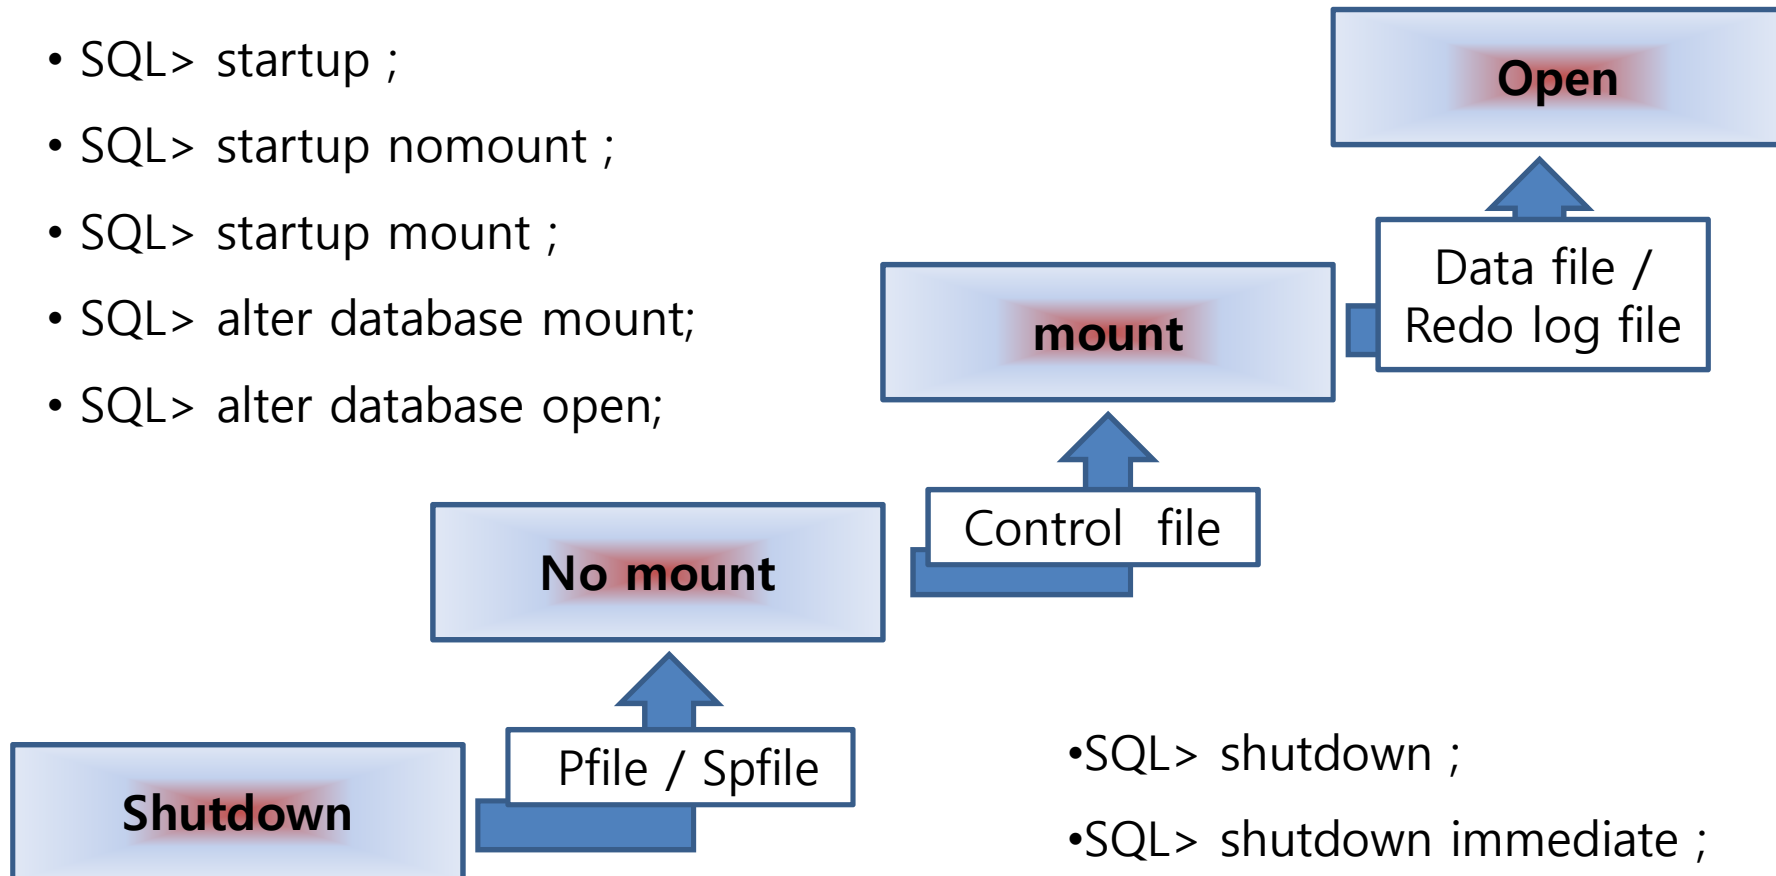 • SQL> startup ;
• SQL> startup nomount ;
• SQL> startup mount ;
• SQL> alter database mount;
• SQL> alter database open;
Open
Data file /
Redo log file
mount
Control file
No mount
Pfile / Spfile
Shutdown
•SQL> shutdown ;
•SQL> shutdown immediate ;